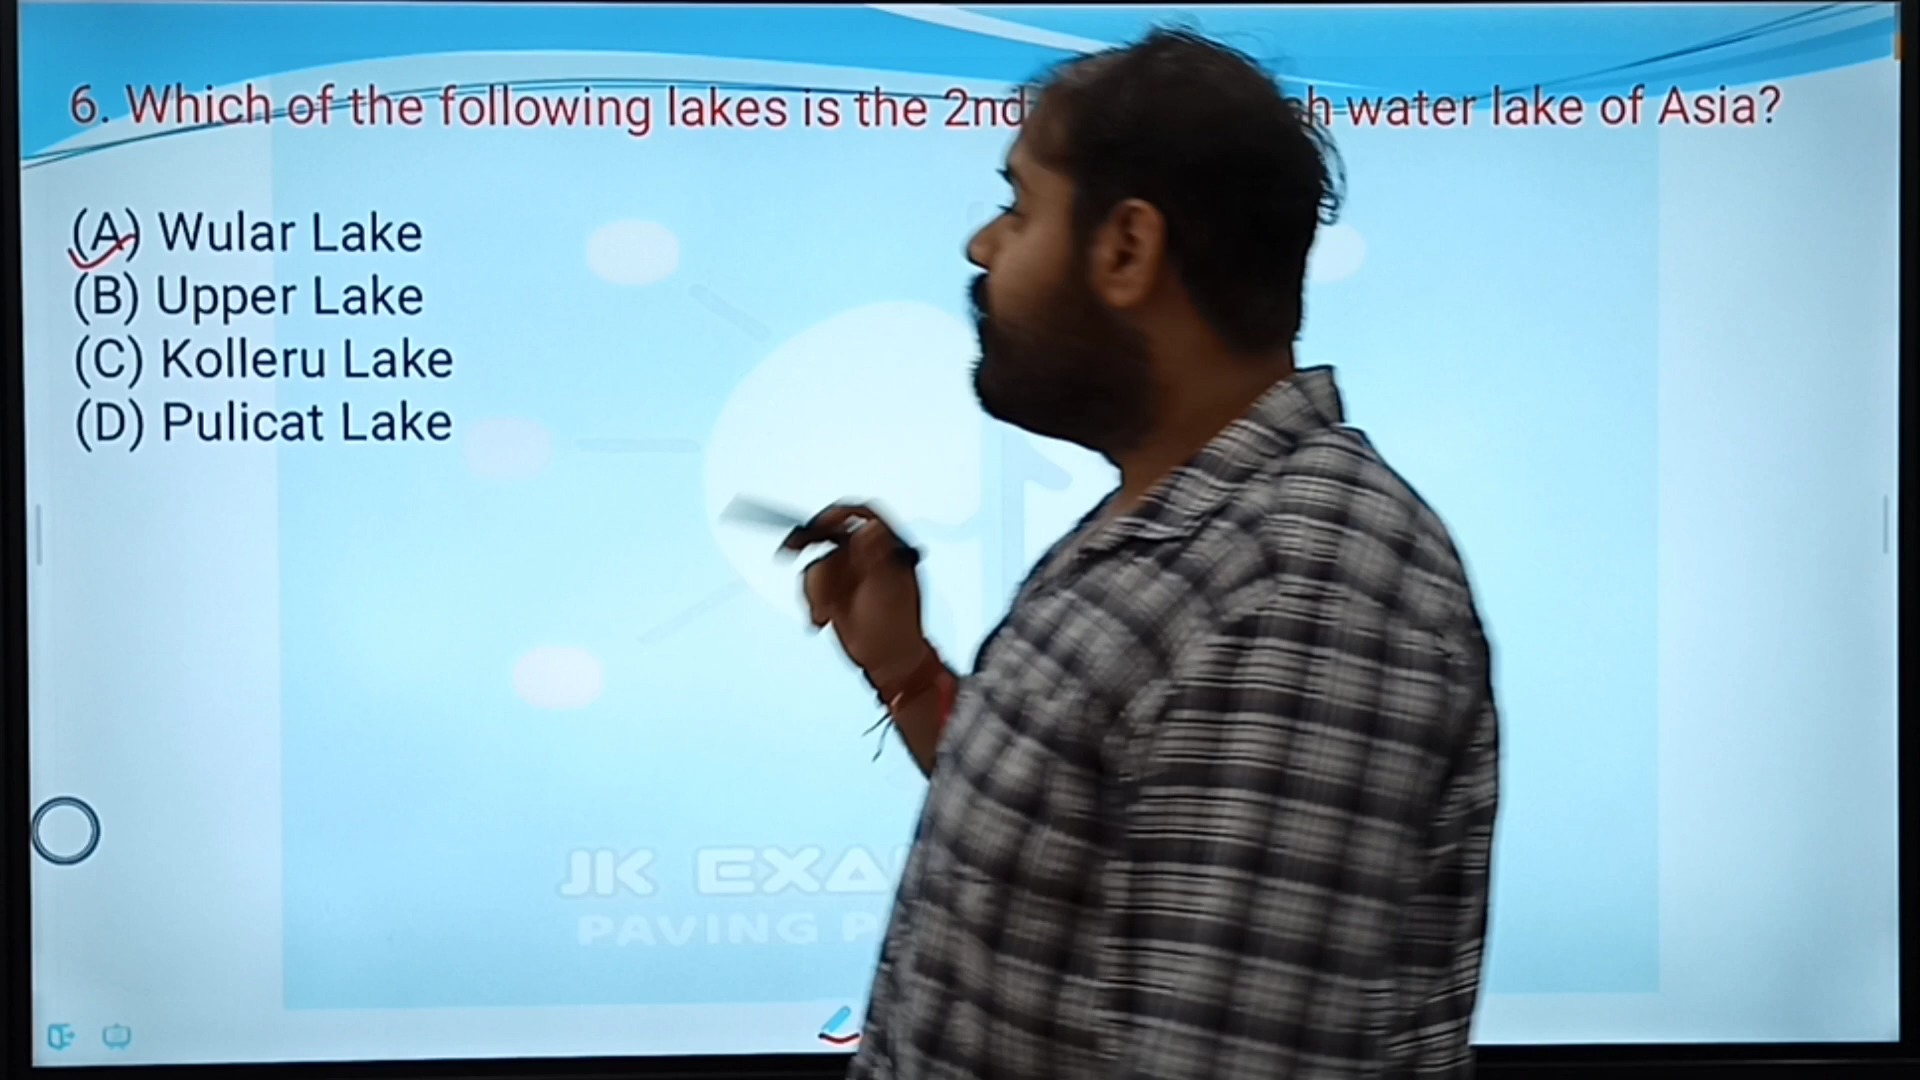 6. Which of the following lakes is the 2nd water lake of Asia?
(A) Wular Lake
(B) Upper Lake
(C) Kolleru Lake
(D) Pulicat Lake
JK
PAVING